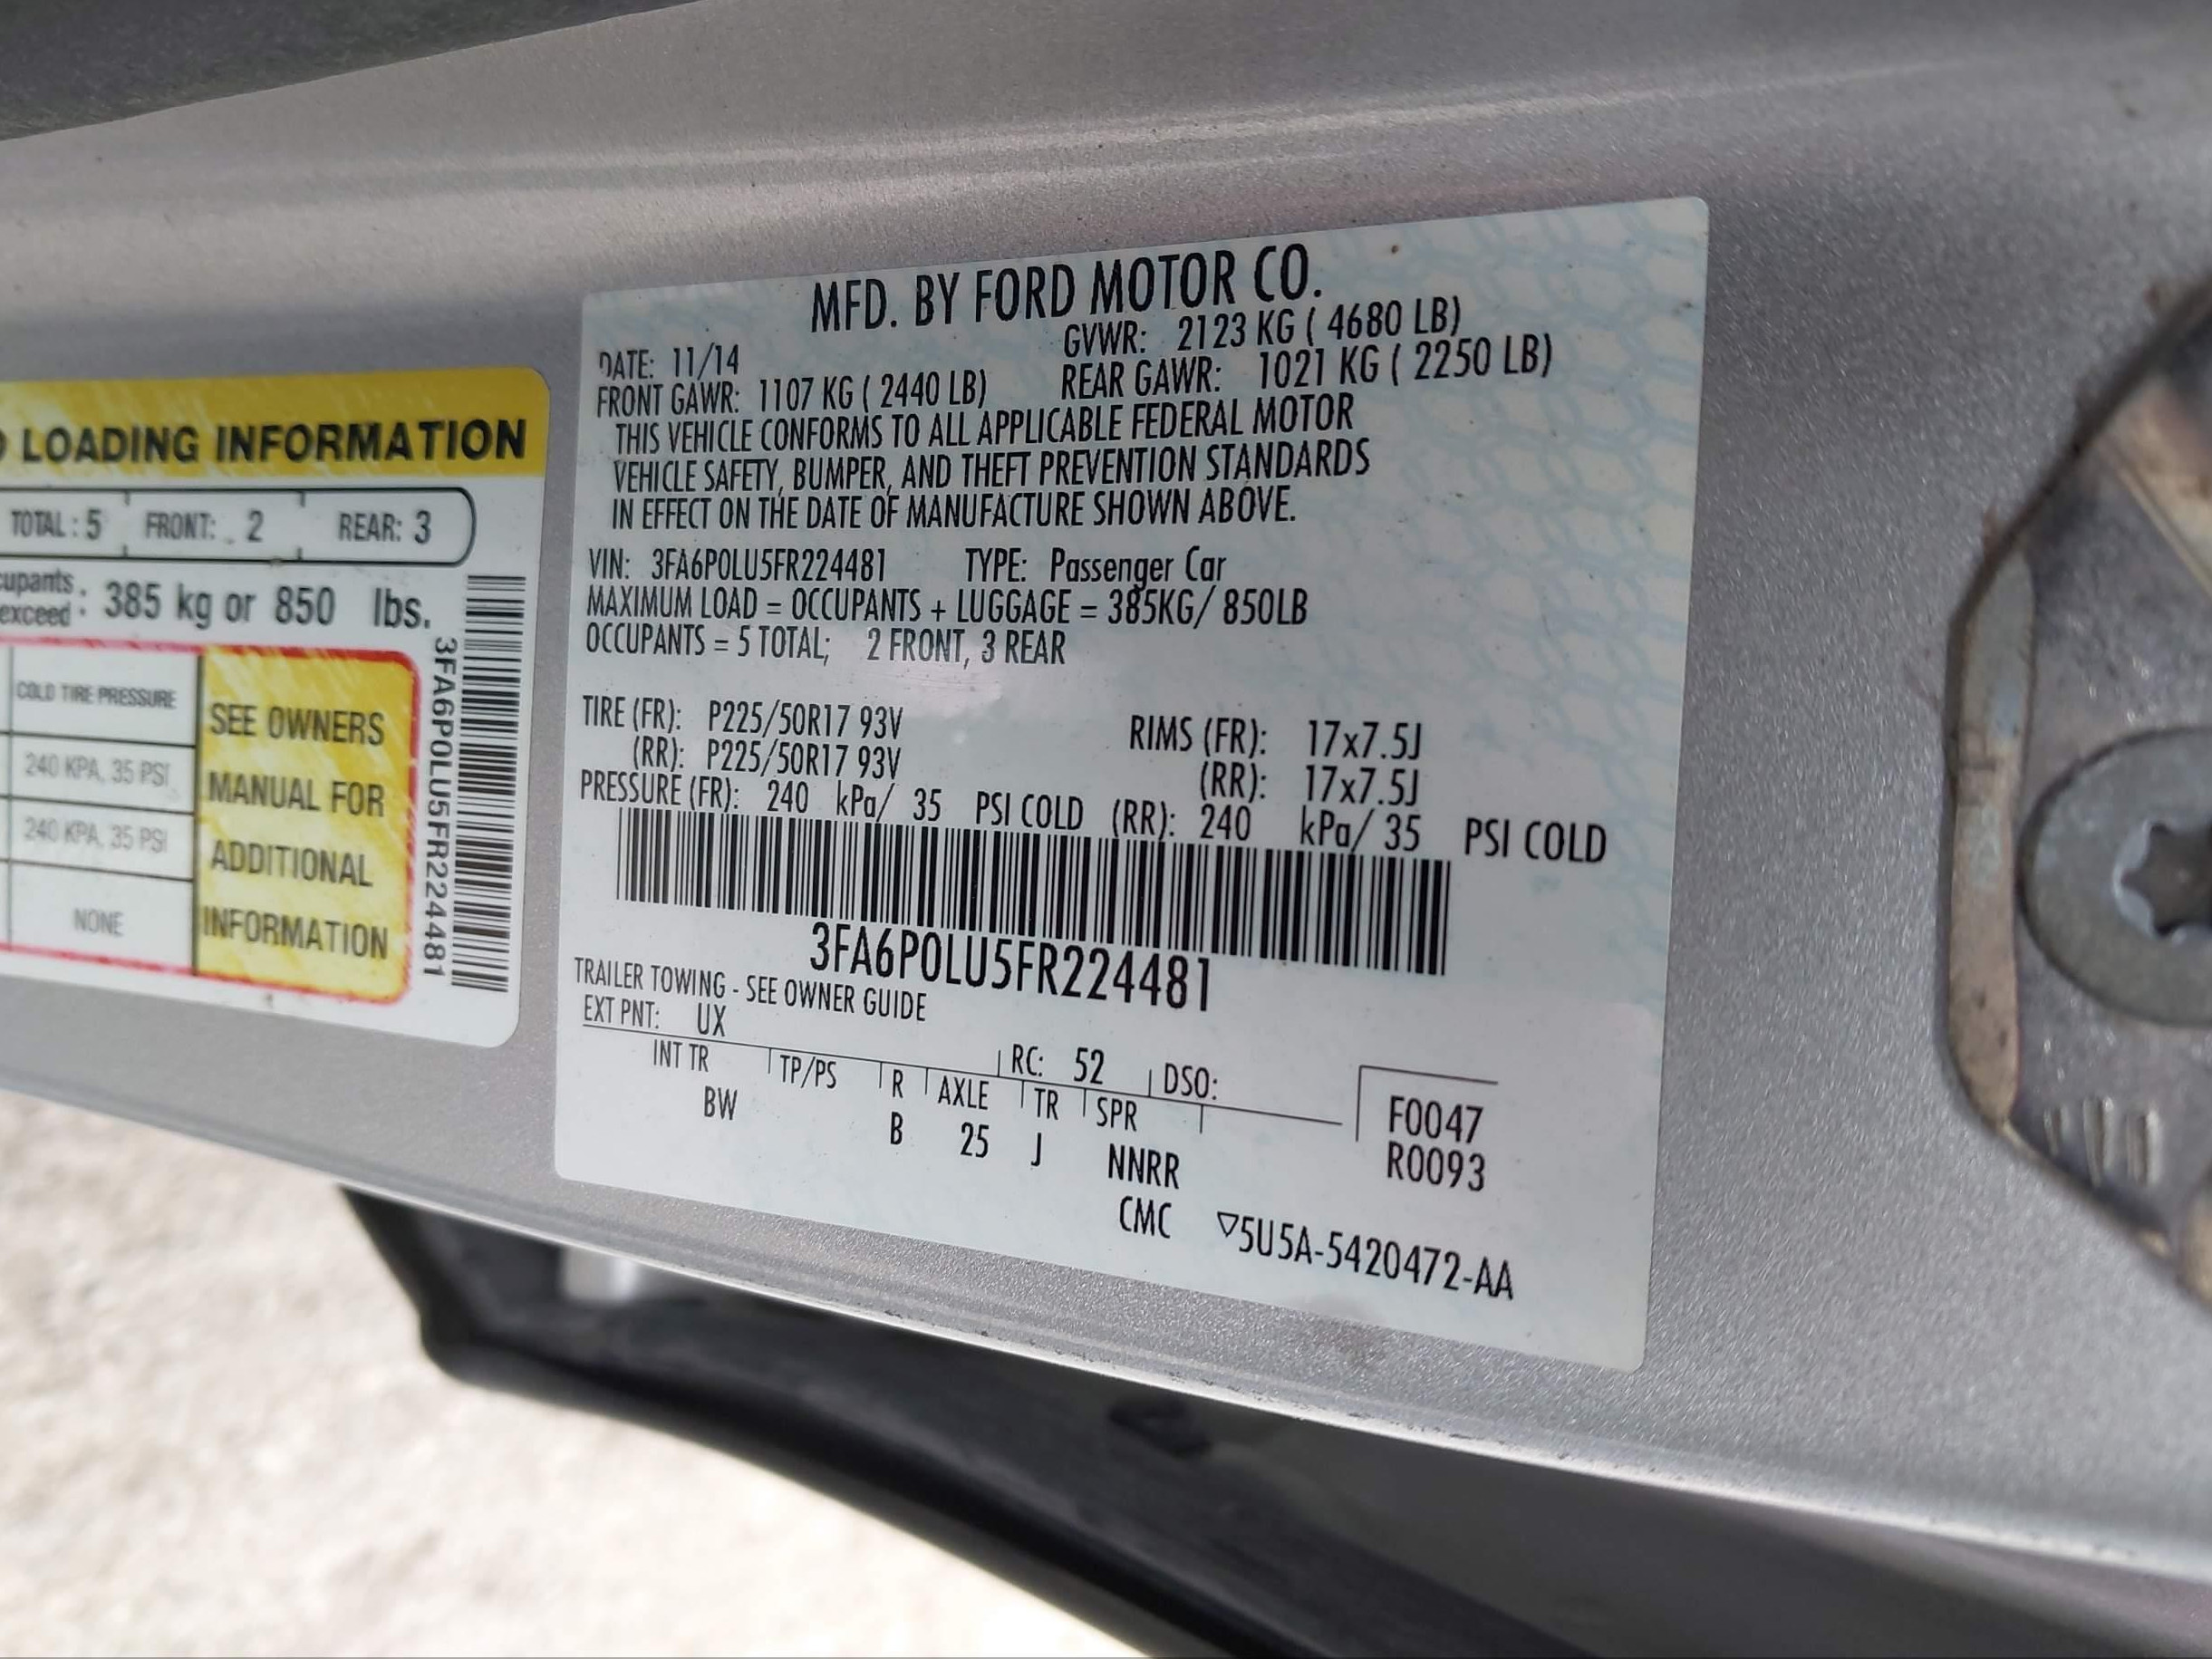 LOADING INFORMATION
TOTAL : 5 FRONT: 2 REAR: 3
cupants
exceed : 385 kg or 850 lbs.
COLD TIRE PRESSURE
240 KPA, 35 PSI
240 KPA, 35 PSI
NONE
SEE OWNERS
MANUAL FOR
ADDITIONAL
INFORMATION
3FA6P0LU5FR224481
MFD. BY FORD MOTOR CO.
DATE: 11/14 GVWR: 2123 KG ( 4680 LB)
FRONT GAWR: 1107 KG ( 2440 LB) REAR GAWR: 1021 KG ( 2250 LB)
THIS VEHICLE CONFORMS TO ALL APPLICABLE FEDERAL MOTOR
VEHICLE SAFETY, BUMPER, AND THEFT PREVENTION STANDARDS
IN EFFECT ON THE DATE OF MANUFACTURE SHOWN ABOVE.
VIN: 3FA6P0LU5FR224481 TYPE: Passenger Car
MAXIMUM LOAD = OCCUPANTS + LUGGAGE = 385KG/ 850LB
OCCUPANTS = 5 TOTAL; 2 FRONT, 3 REAR
TIRE (FR): P225/50R17 93V RIMS (FR): 17x7.5J
(RR): P225/50R17 93V (RR): 17x7.5J
PRESSURE (FR): 240 kPa/ 35 PSI COLD (RR): 240 kPa/ 35 PSI COLD
3FA6P0LU5FR224481
TRAILER TOWING - SEE OWNER GUIDE
EXT PNT: UX RC: 52 DSO:
INT TR TP/PS R AXLE TR SPR F0047
BW B 25 J NNRR R0093
CMC ▽5U5A-5420472-AA